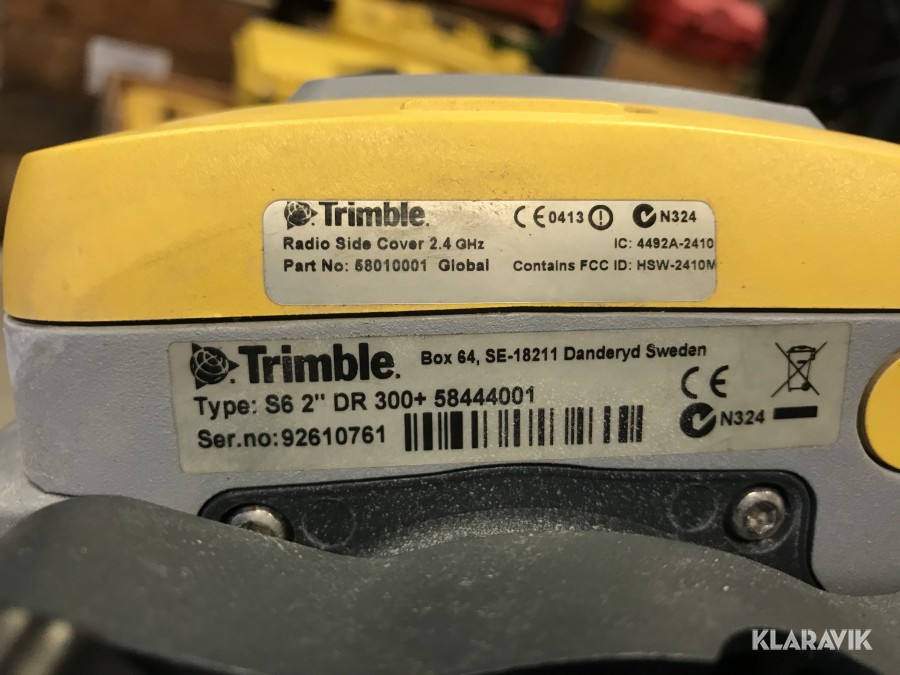 Trimble.
CE0413 N324
Radio Side Cover 2.4 GHz
IC: 4492A-2410
Part No: 58010001 Global
Contains FCC ID: HSW-2410M
Trimble.
Box 64, SE-18211 Danderyd Sweden
CE
Type: S6 2" DR 300+ 58444001
N324
Ser.no:92610761
KLARAVIK